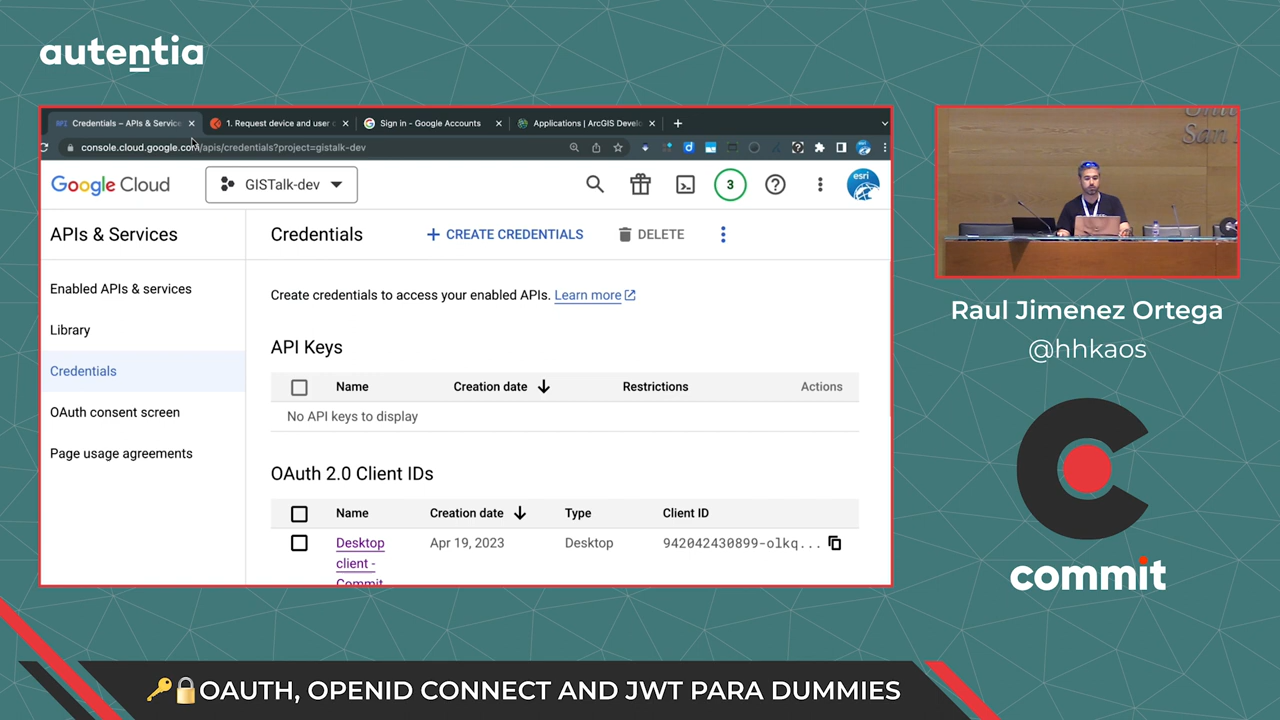 autentia
Credentials – APIs & Service
1. Request device and user c
Sign in - Google Accounts
Applications | ArcGIS Develo
console.cloud.google.com/apis/credentials?project=gistalk-dev
Google Cloud
GISTalk-dev
3
esri
APIs & Services
Credentials
+ CREATE CREDENTIALS
DELETE
Enabled APIs & services
Library
Credentials
OAuth consent screen
Page usage agreements
Create credentials to access your enabled APIs. Learn more
API Keys
Name Creation date Restrictions Actions
No API keys to display
OAuth 2.0 Client IDs
Name Creation date Type Client ID
Desktop Apr 19, 2023 Desktop 942042430899-olkq...
client -
Commit
San
Raul Jimenez Ortega
@hhkaos
commit
🔑🔒OAUTH, OPENID CONNECT AND JWT PARA DUMMIES